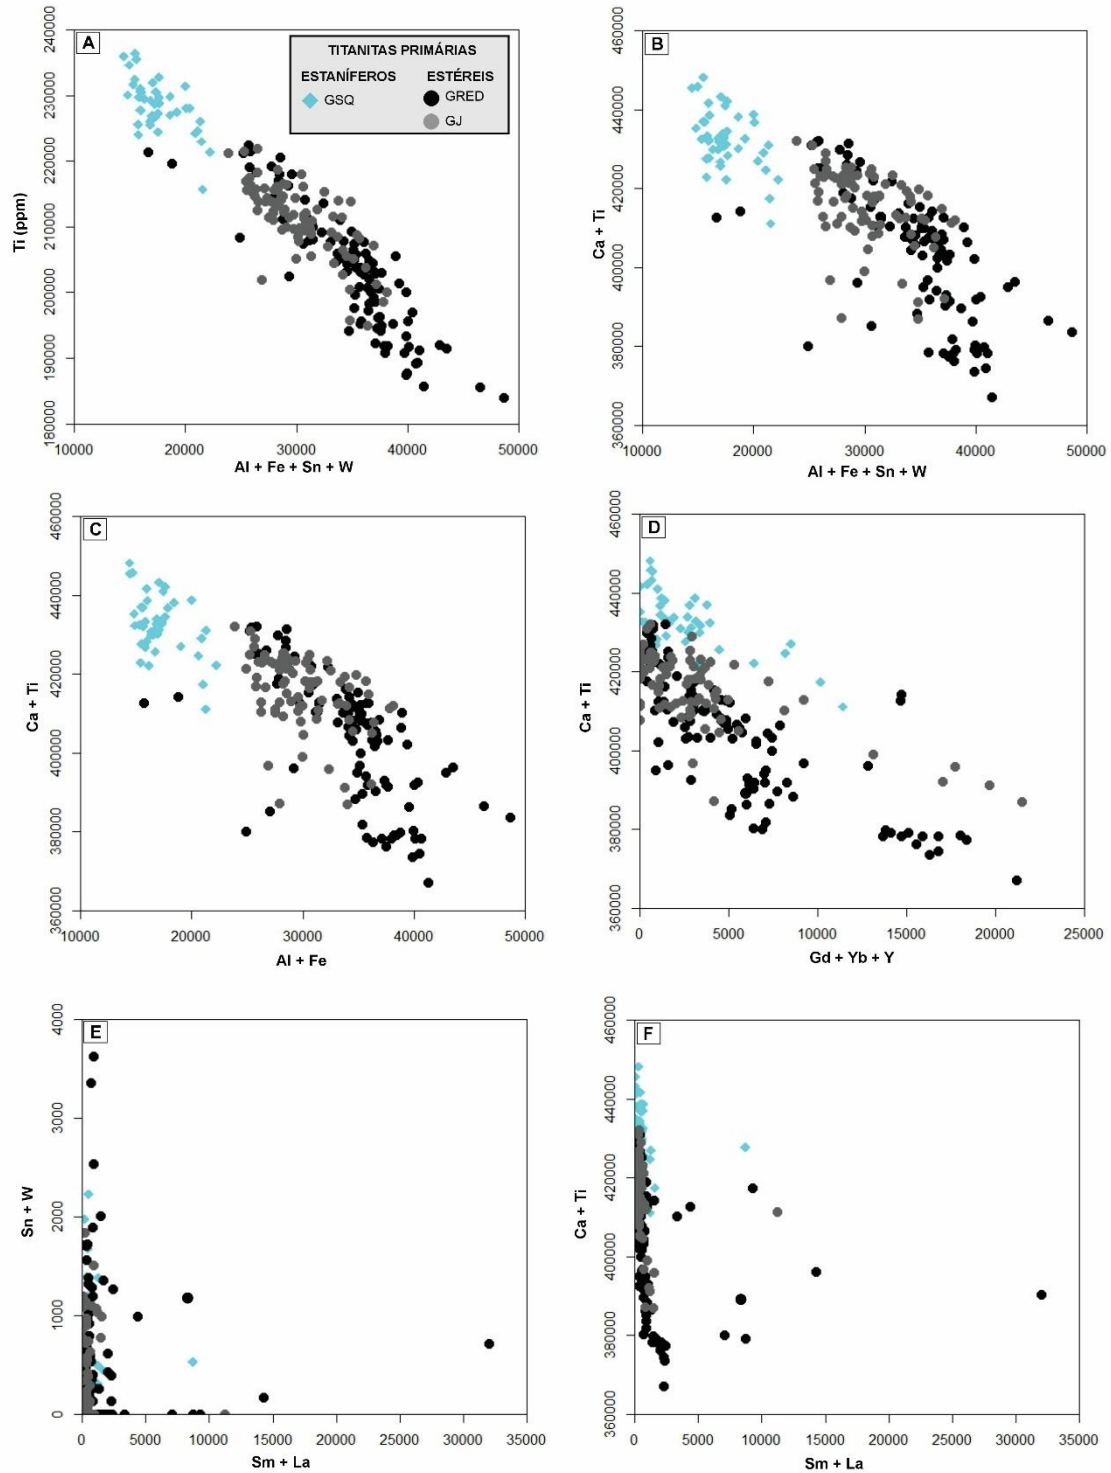 A
TITANITAS PRIMÁRIAS
ESTANÍFEROS ESTÉREIS
GSQ GRED
GJ
Ti (ppm)
240000
230000
220000
210000
200000
190000
180000
10000 20000 30000 40000 50000
Al + Fe + Sn + W
B
Ca + Ti
460000
440000
420000
400000
380000
360000
10000 20000 30000 40000 50000
Al + Fe + Sn + W
C
Ca + Ti
460000
440000
420000
400000
380000
360000
10000 20000 30000 40000 50000
Al + Fe
D
Ca + Ti
460000
440000
420000
400000
380000
360000
0 5000 10000 15000 20000 25000
Gd + Yb + Y
E
Sn + W
4000
3000
2000
1000
0
0 5000 10000 15000 20000 25000 30000 35000
Sm + La
F
Ca + Ti
460000
440000
420000
400000
380000
360000
0 5000 10000 15000 20000 25000 30000 35000
Sm + La